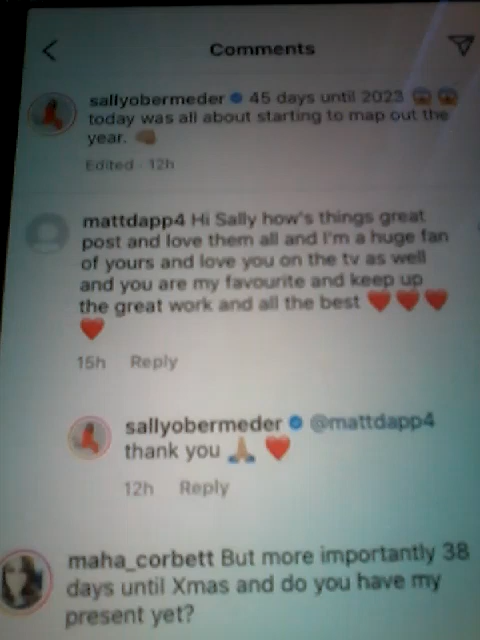 Comments
sallyobermeder 45 days until 2023 😱 😱
today was all about starting to map out the
year. 👊🏼
Edited · 12h
mattdapp4 Hi Sally how's things great
post and love them all and I'm a huge fan
of yours and love you on the tv as well
and you are my favourite and keep up
the great work and all the best ❤️❤️❤️
❤️
15h Reply
sallyobermeder @mattdapp4
thank you 🙏🏼 ❤️
12h Reply
maha_corbett But more importantly 38
days until Xmas and do you have my
present yet?